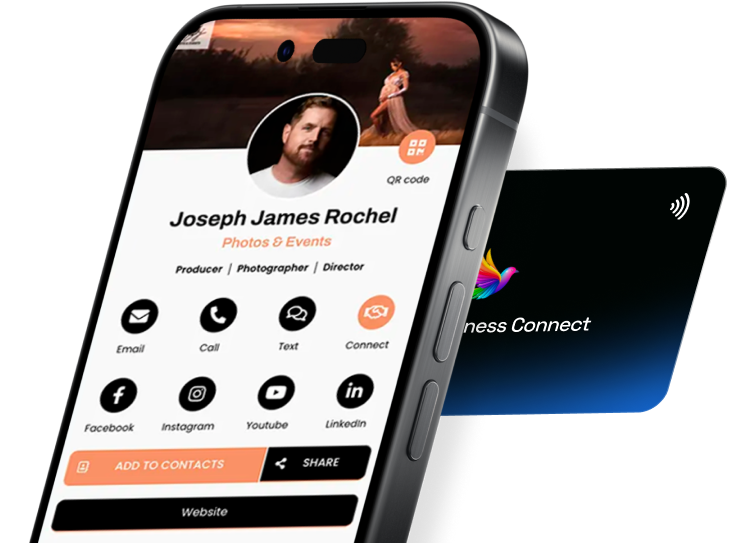 QR code
Joseph James Rochel
Photos & Events
Producer | Photographer | Director
Email
Call
Text
Connect
Facebook
Instagram
Youtube
LinkedIn
ADD TO CONTACTS
SHARE
Website
ness Connect